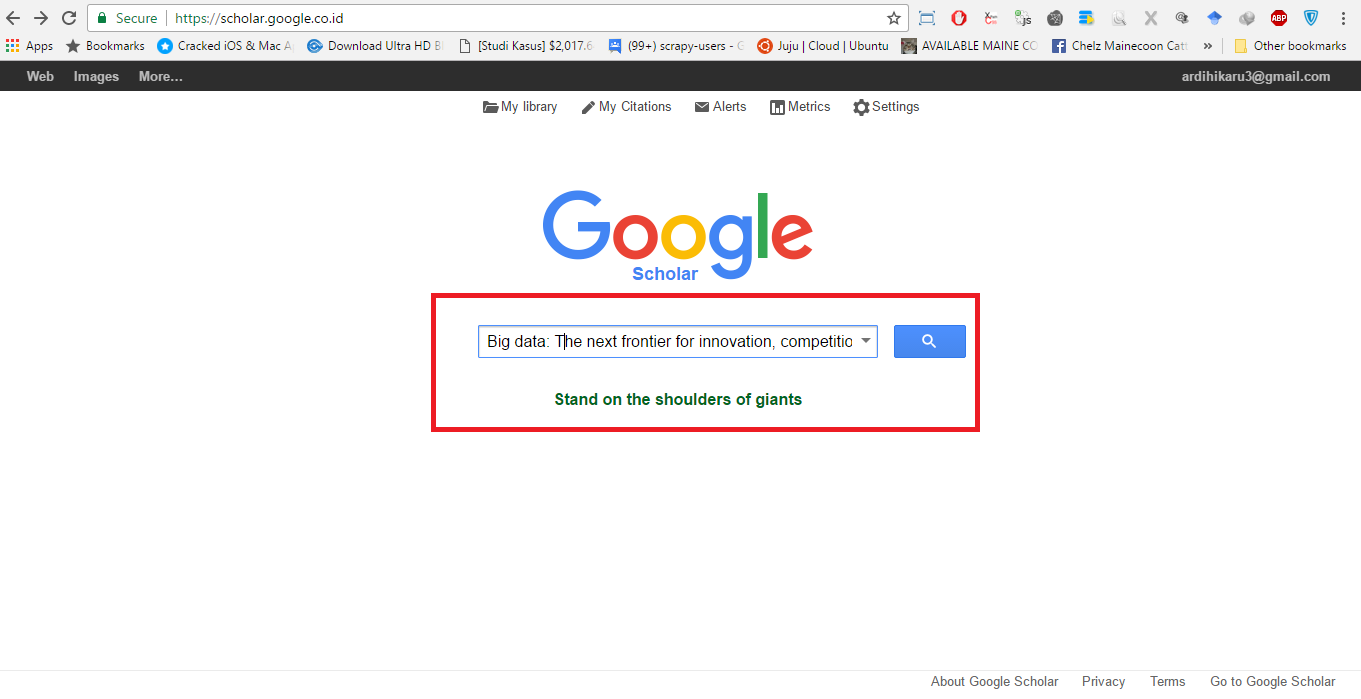 Secure https://scholar.google.co.id
Apps Bookmarks Cracked iOS & Mac A Download Ultra HD Bl [Studi Kasus] $2,017.6 (99+) scrapy-users - G Juju | Cloud | Ubuntu AVAILABLE MAINE CO Chelz Mainecoon Catt » Other bookmarks
Web Images More... ardihikaru3@gmail.com
My library My Citations Alerts Metrics Settings
Google
Scholar
Big data: The next frontier for innovation, competitio
Stand on the shoulders of giants
About Google Scholar Privacy Terms Go to Google Scholar